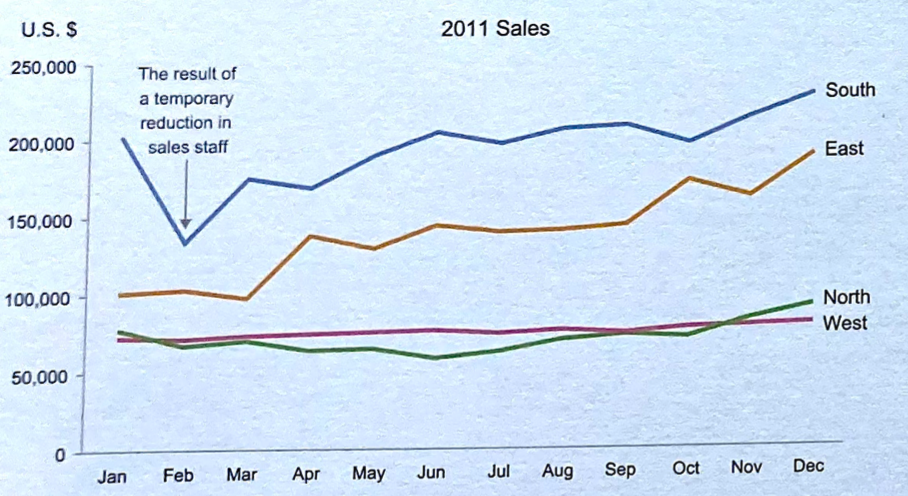 U.S. $
2011 Sales
250,000
The result of
a temporary
reduction in
sales staff
South
200,000
East
150,000
100,000
North
West
50,000
0
Jan Feb Mar Apr May Jun Jul Aug Sep Oct Nov Dec